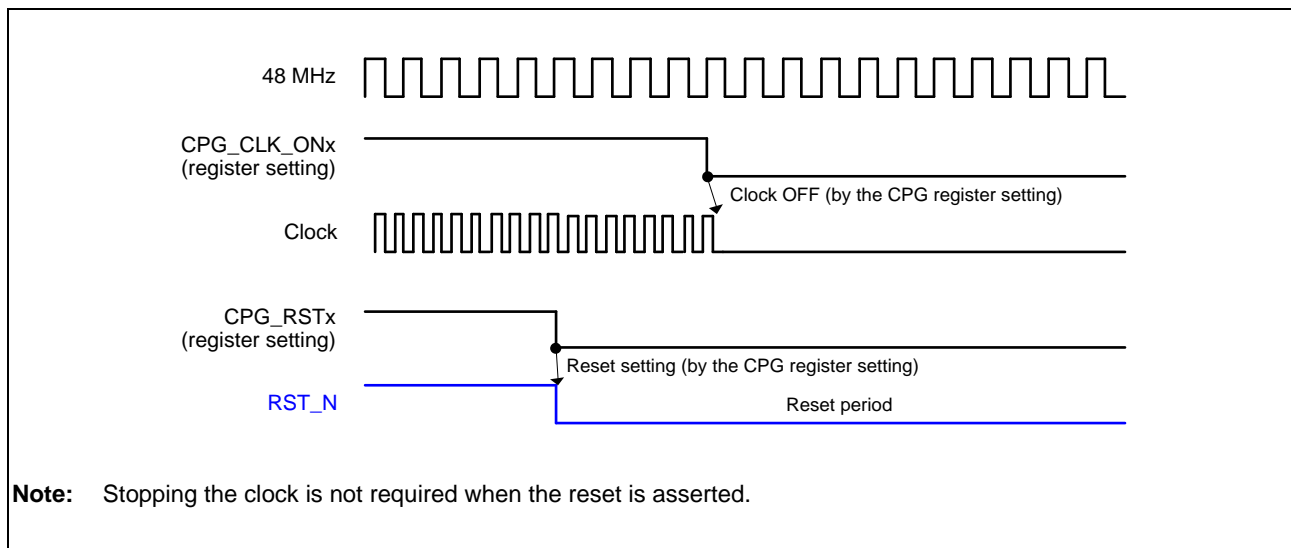 48 MHz
CPG_CLK_ONx
(register setting)
Clock OFF (by the CPG register setting)
Clock
CPG_RSTx
(register setting)
Reset setting (by the CPG register setting)
RST_N
Reset period
Note: Stopping the clock is not required when the reset is asserted.